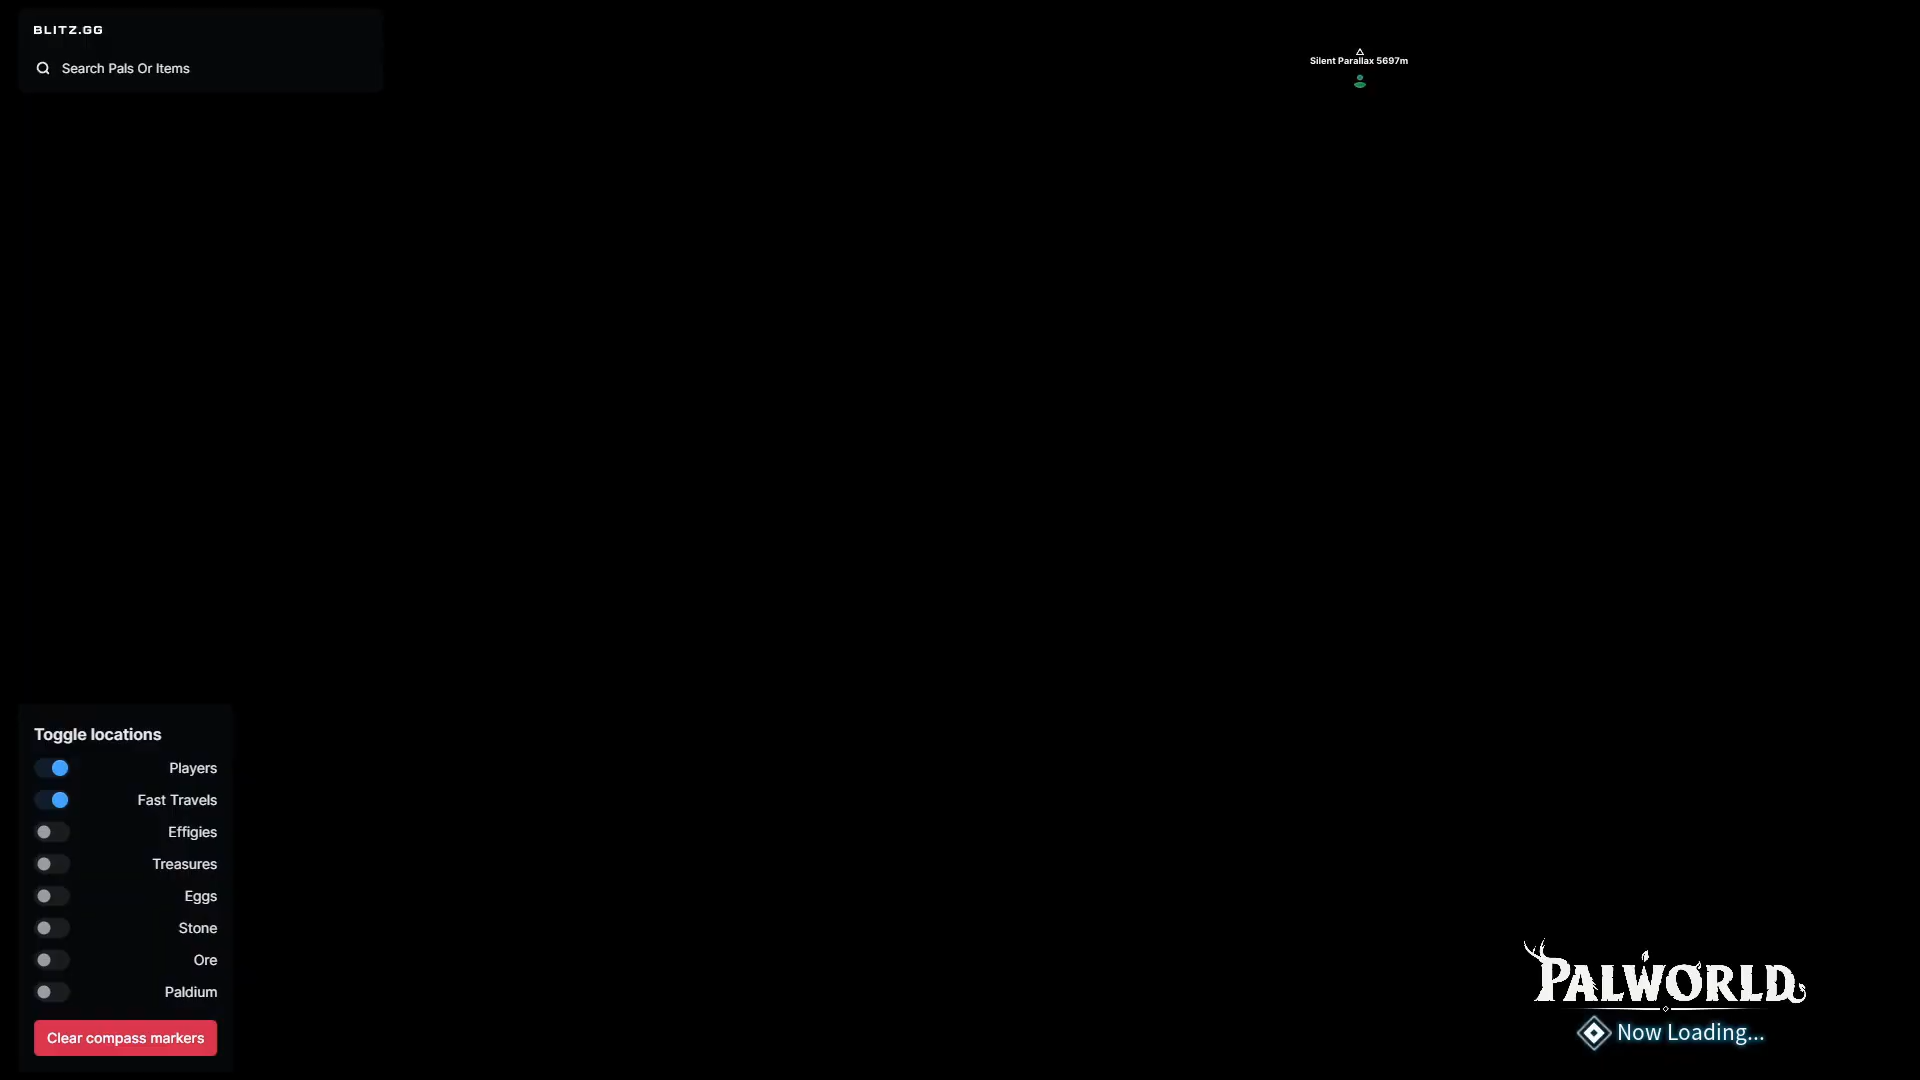 BLITZ.GG
Search Pals Or Items
Silent Parallax 5697m
Toggle locations
Players
Fast Travels
Effigies
Treasures
Eggs
Stone
Ore
Paldium
Clear compass markers
PALWORLD
Now Loading...